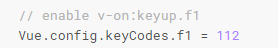 // enable v-on:keyup.f1
Vue.config.keyCodes.f1 = 112